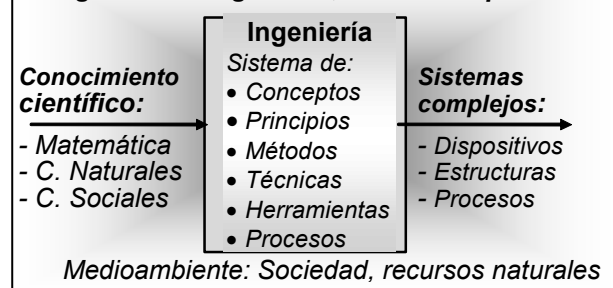 Ingeniería
Sistema de:
• Conceptos
• Principios
• Métodos
• Técnicas
• Herramientas
• Procesos
Conocimiento
científico:
- Matemática
- C. Naturales
- C. Sociales
Sistemas
complejos:
- Dispositivos
- Estructuras
- Procesos
Medioambiente: Sociedad, recursos naturales